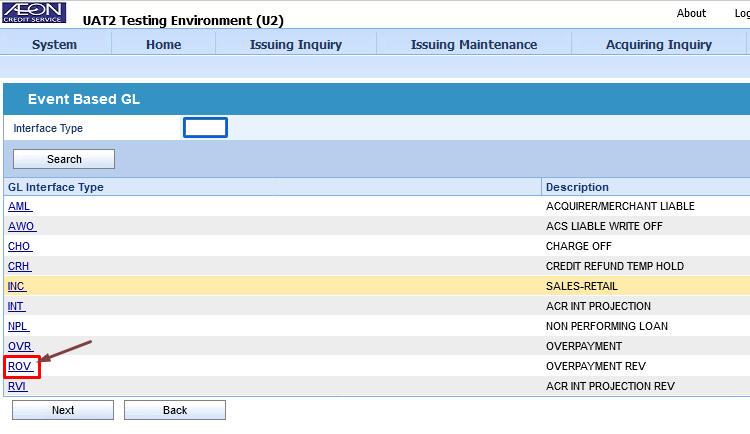 AEON
CREDIT SERVICE
UAT2 Testing Environment (U2)
About
Log
System
Home
Issuing Inquiry
Issuing Maintenance
Acquiring Inquiry
Event Based GL
Interface Type
Search
GL Interface Type Description
AML ACQUIRER/MERCHANT LIABLE
AWO ACS LIABLE WRITE OFF
CHO CHARGE OFF
CRH CREDIT REFUND TEMP HOLD
INC SALES-RETAIL
INT ACR INT PROJECTION
NPL NON PERFORMING LOAN
OVR OVERPAYMENT
ROV OVERPAYMENT REV
RVI ACR INT PROJECTION REV
Next Back